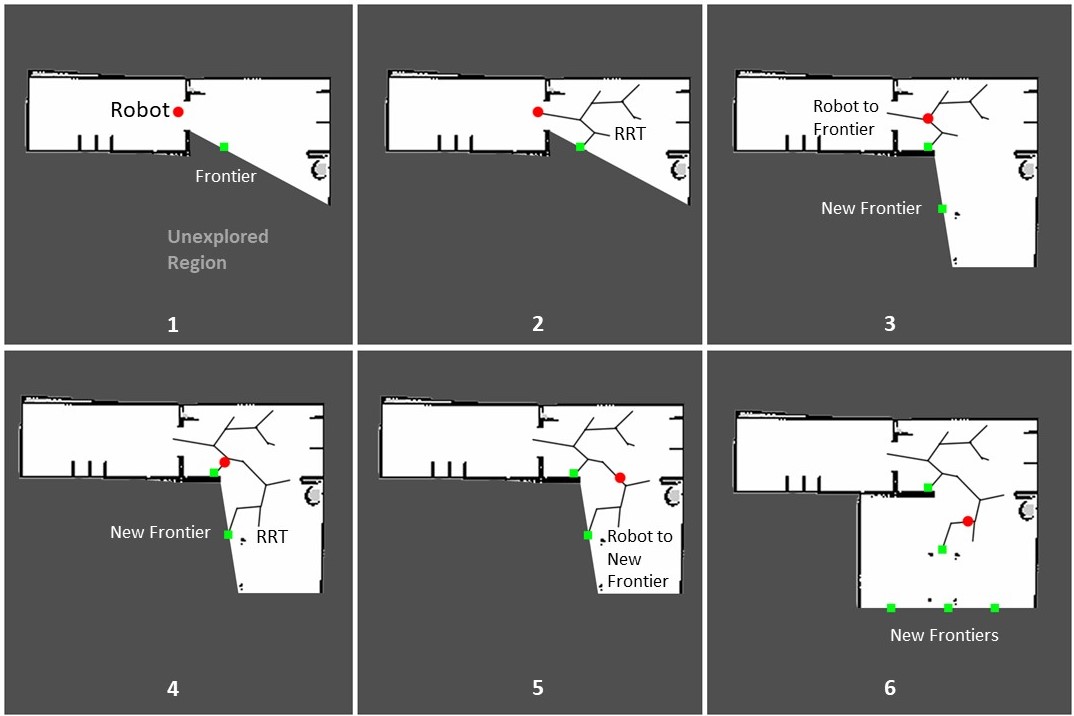 Robot
Frontier
Unexplored
Region
1
RRT
2
Robot to
Frontier
New Frontier
3
New Frontier
RRT
4
Robot to
New
Frontier
5
New Frontiers
6